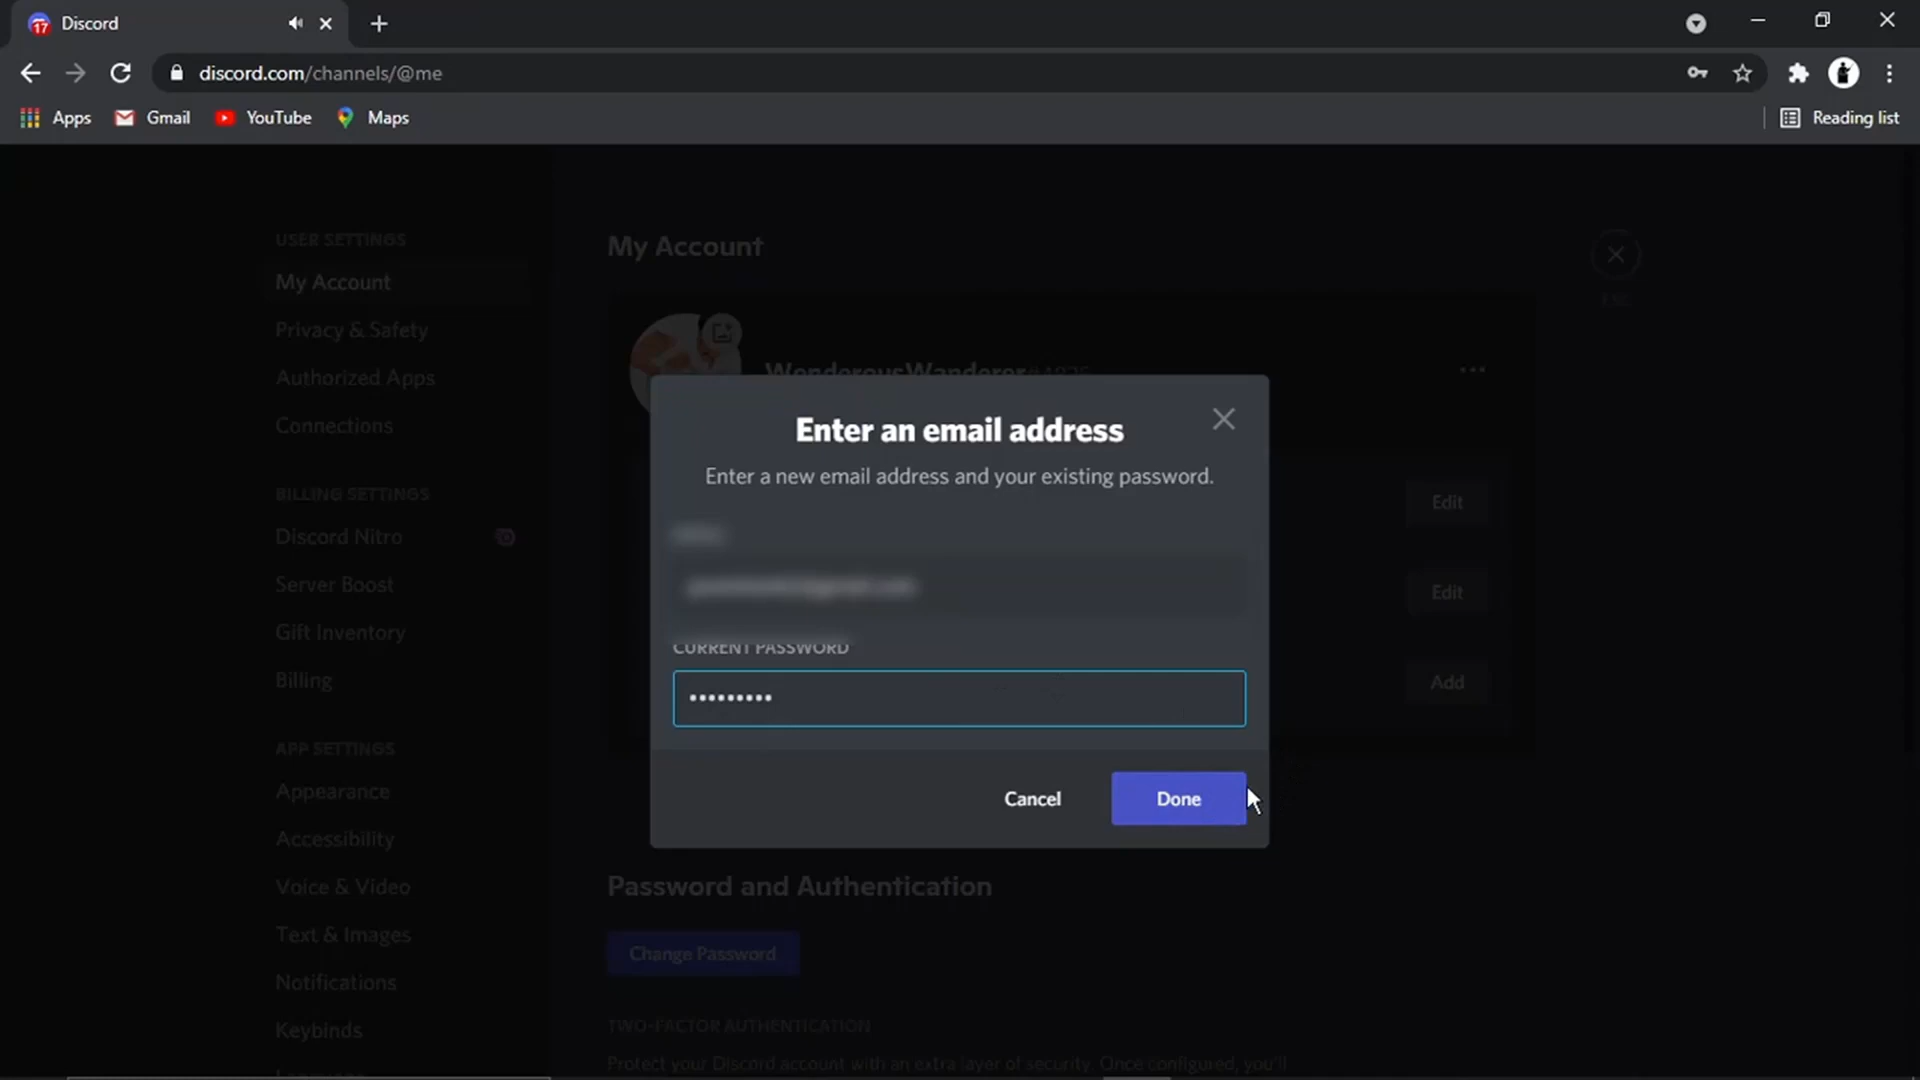 17 Discord
discord.com/channels/@me
Apps Gmail YouTube Maps Reading list
USER SETTINGS
My Account
Privacy & Safety
Authorized Apps
Connections
BILLING SETTINGS
Discord Nitro
Server Boost
Gift Inventory
Billing
APP SETTINGS
Appearance
Accessibility
Voice & Video
Text & Images
Notifications
Keybinds
My Account
WonderousWanderer
Edit
Edit
Add
Enter an email address
Enter a new email address and your existing password.
CURRENT PASSWORD
•••••••••
Cancel Done
Password and Authentication
Change Password
TWO-FACTOR AUTHENTICATION
Protect your Discord account with an extra layer of security. Once configured, you'll